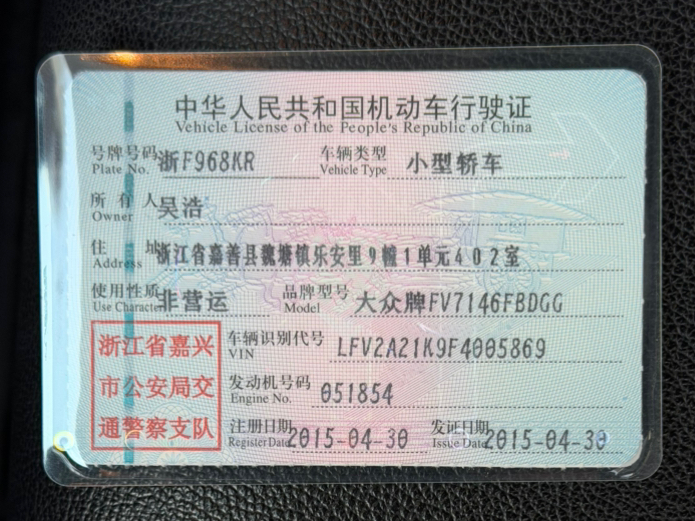 中华人民共和国机动车行驶证
Vehicle License of the People's Republic of China
号牌号码 浙F968KR 车辆类型 小型轿车
Plate No. Vehicle Type
所有人 吴浩
Owner
住址 浙江省嘉善县魏塘镇乐安里9幢1单元402室
Address
使用性质 非营运 品牌型号 大众牌FV7146FBDGG
Use Character Model
浙江省嘉兴
市公安局交
通警察支队
车辆识别代号 LFV2A21K9F4005869
VIN
发动机号码 051854
Engine No.
注册日期 2015-04-30 发证日期 2015-04-30
Register Date Issue Date